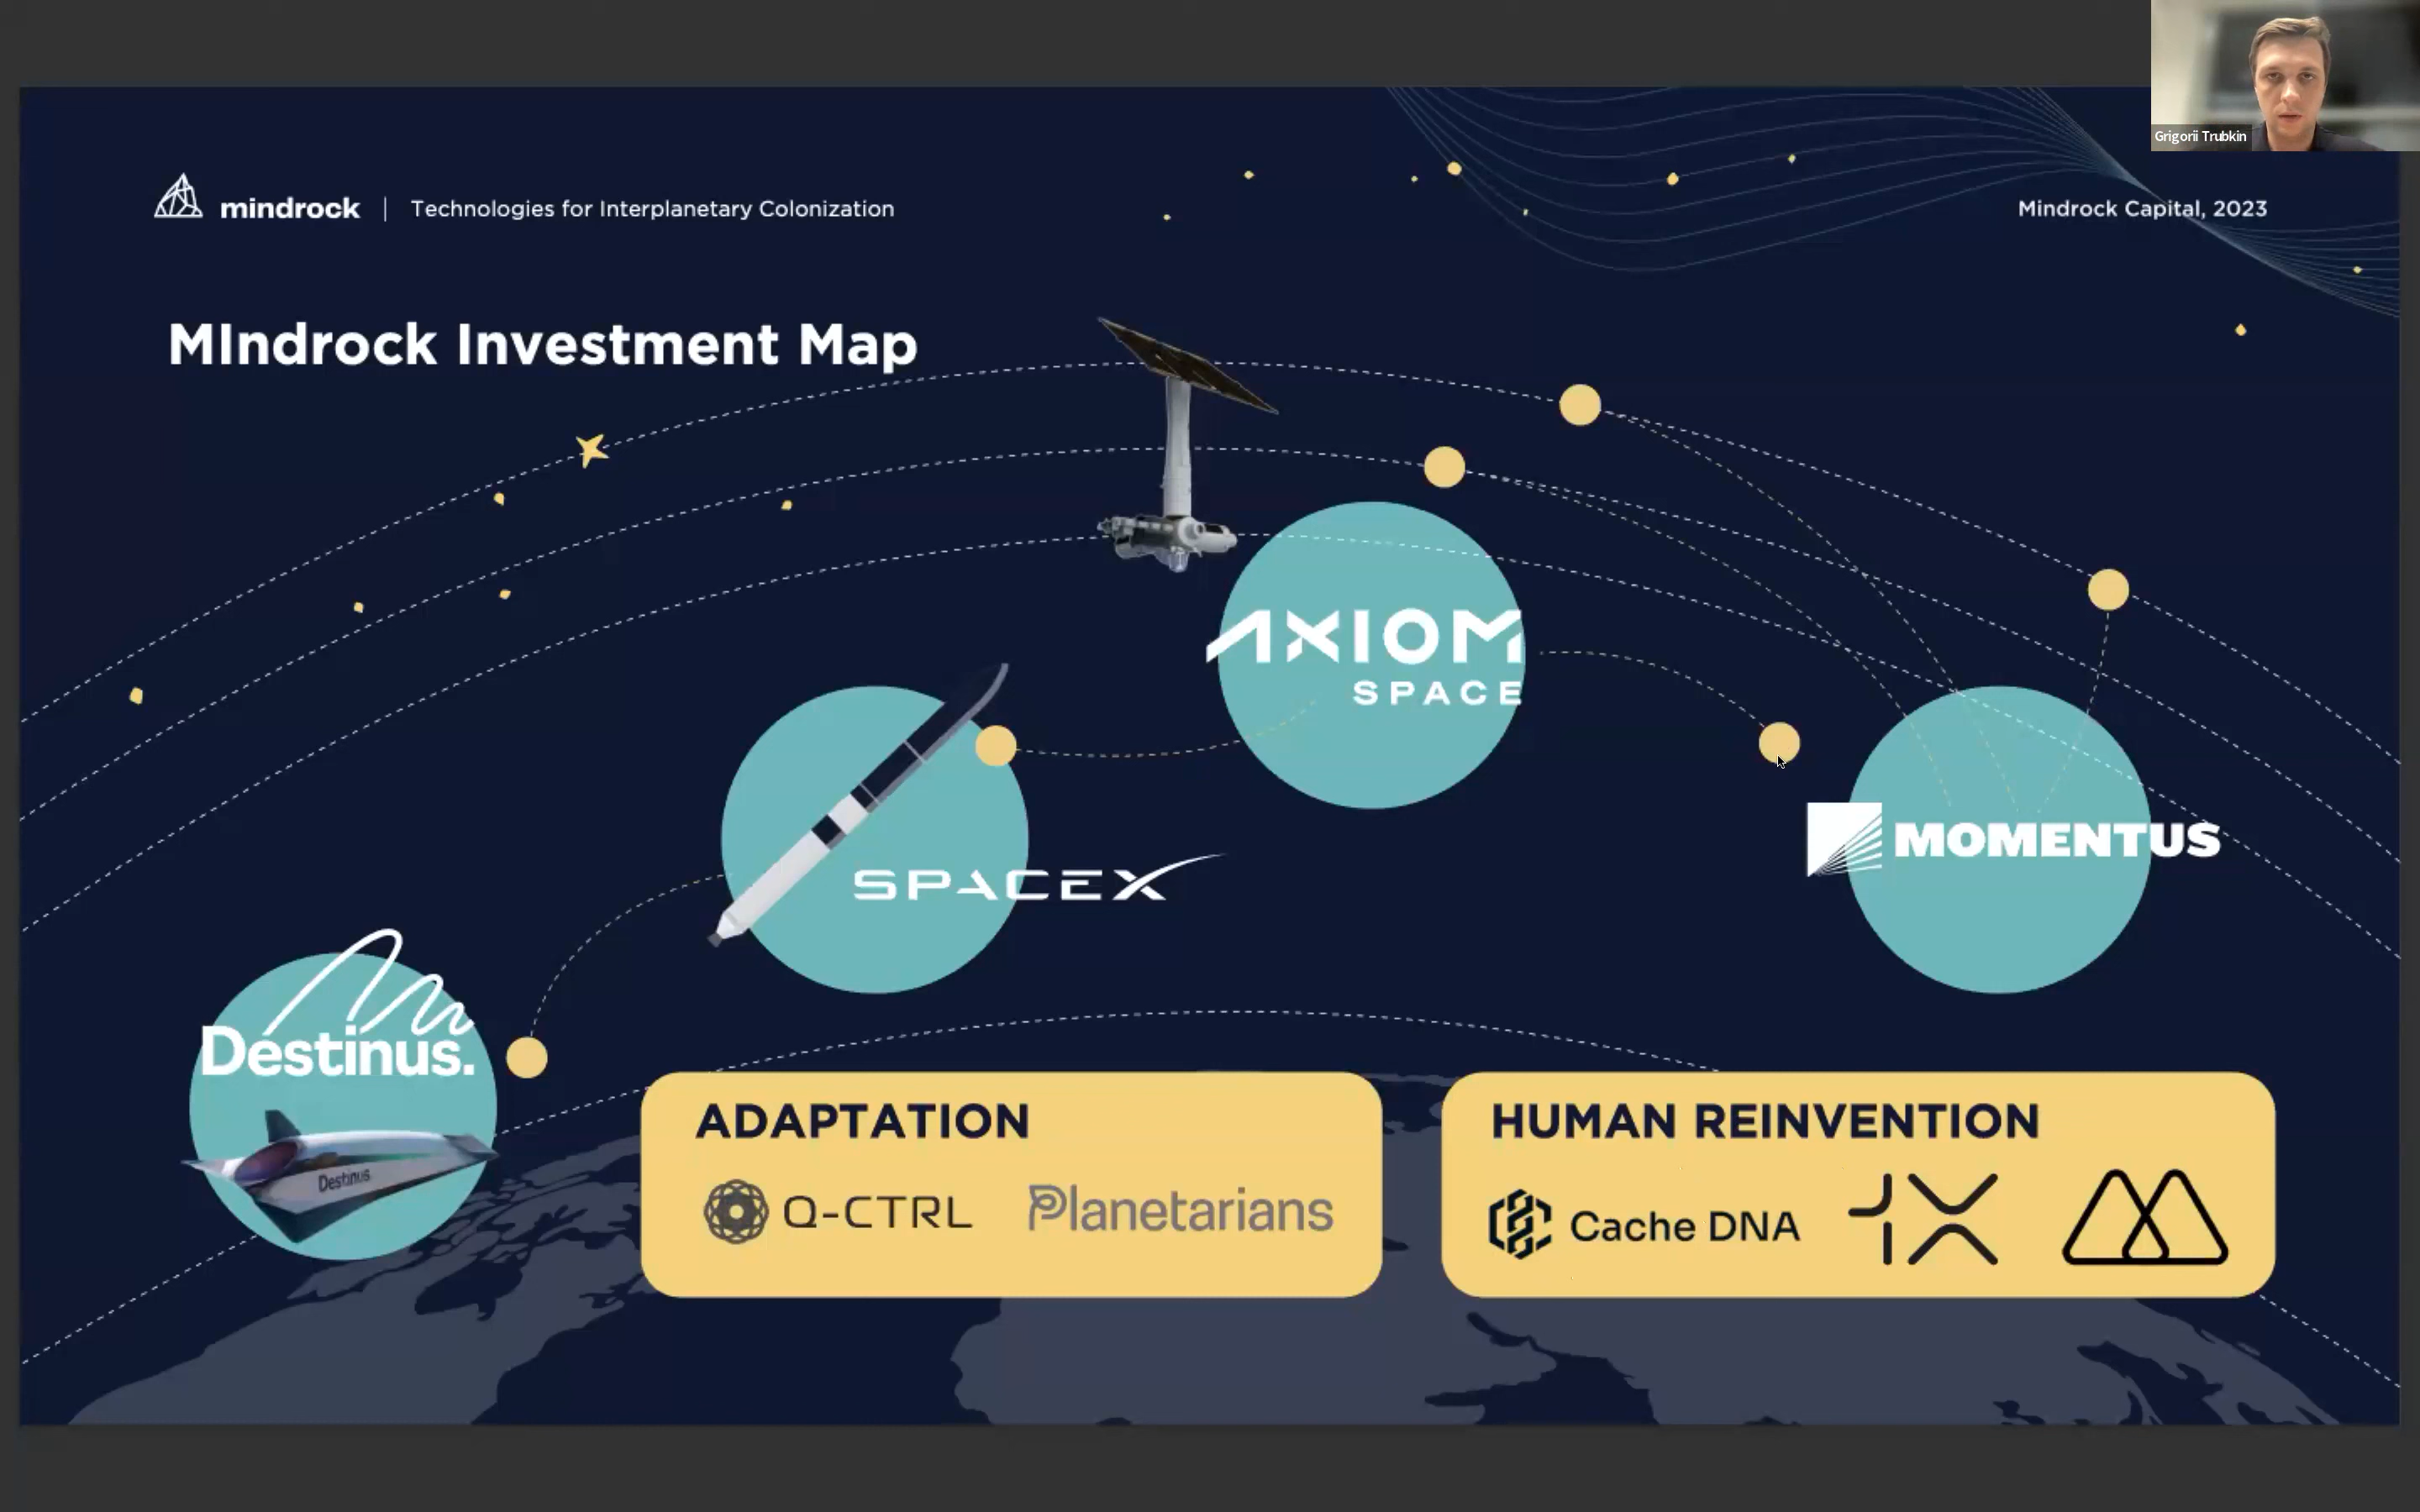 Grigorii Trubkin
mindrock | Technologies for Interplanetary Colonization
Mindrock Capital, 2023
MIndrock Investment Map
AXIOM
SPACE
SPACEX
MOMENTUS
Destinus.
Destinus
ADAPTATION
Q-CTRL
Planetarians
HUMAN REINVENTION
Cache DNA